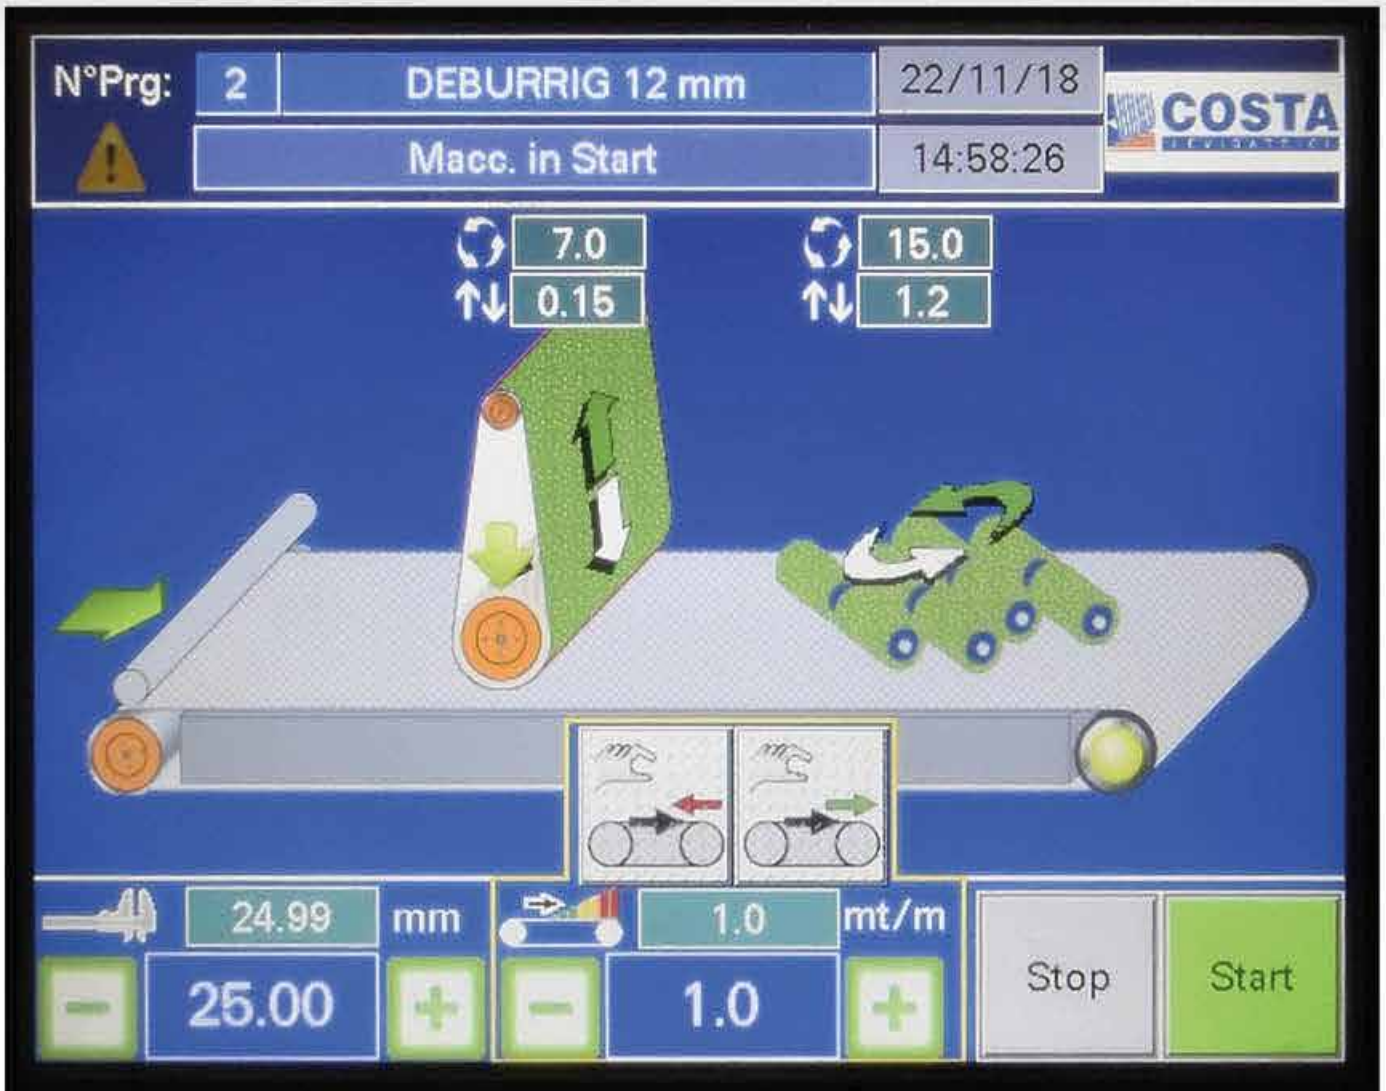 N°Prg: 2 DEBURRIG 12 mm 22/11/18
COSTA
LEVIGATRICI
Macc. in Start 14:58:26
7.0 15.0
0.15 1.2
24.99 mm 1.0 mt/m
25.00 1.0
Stop Start